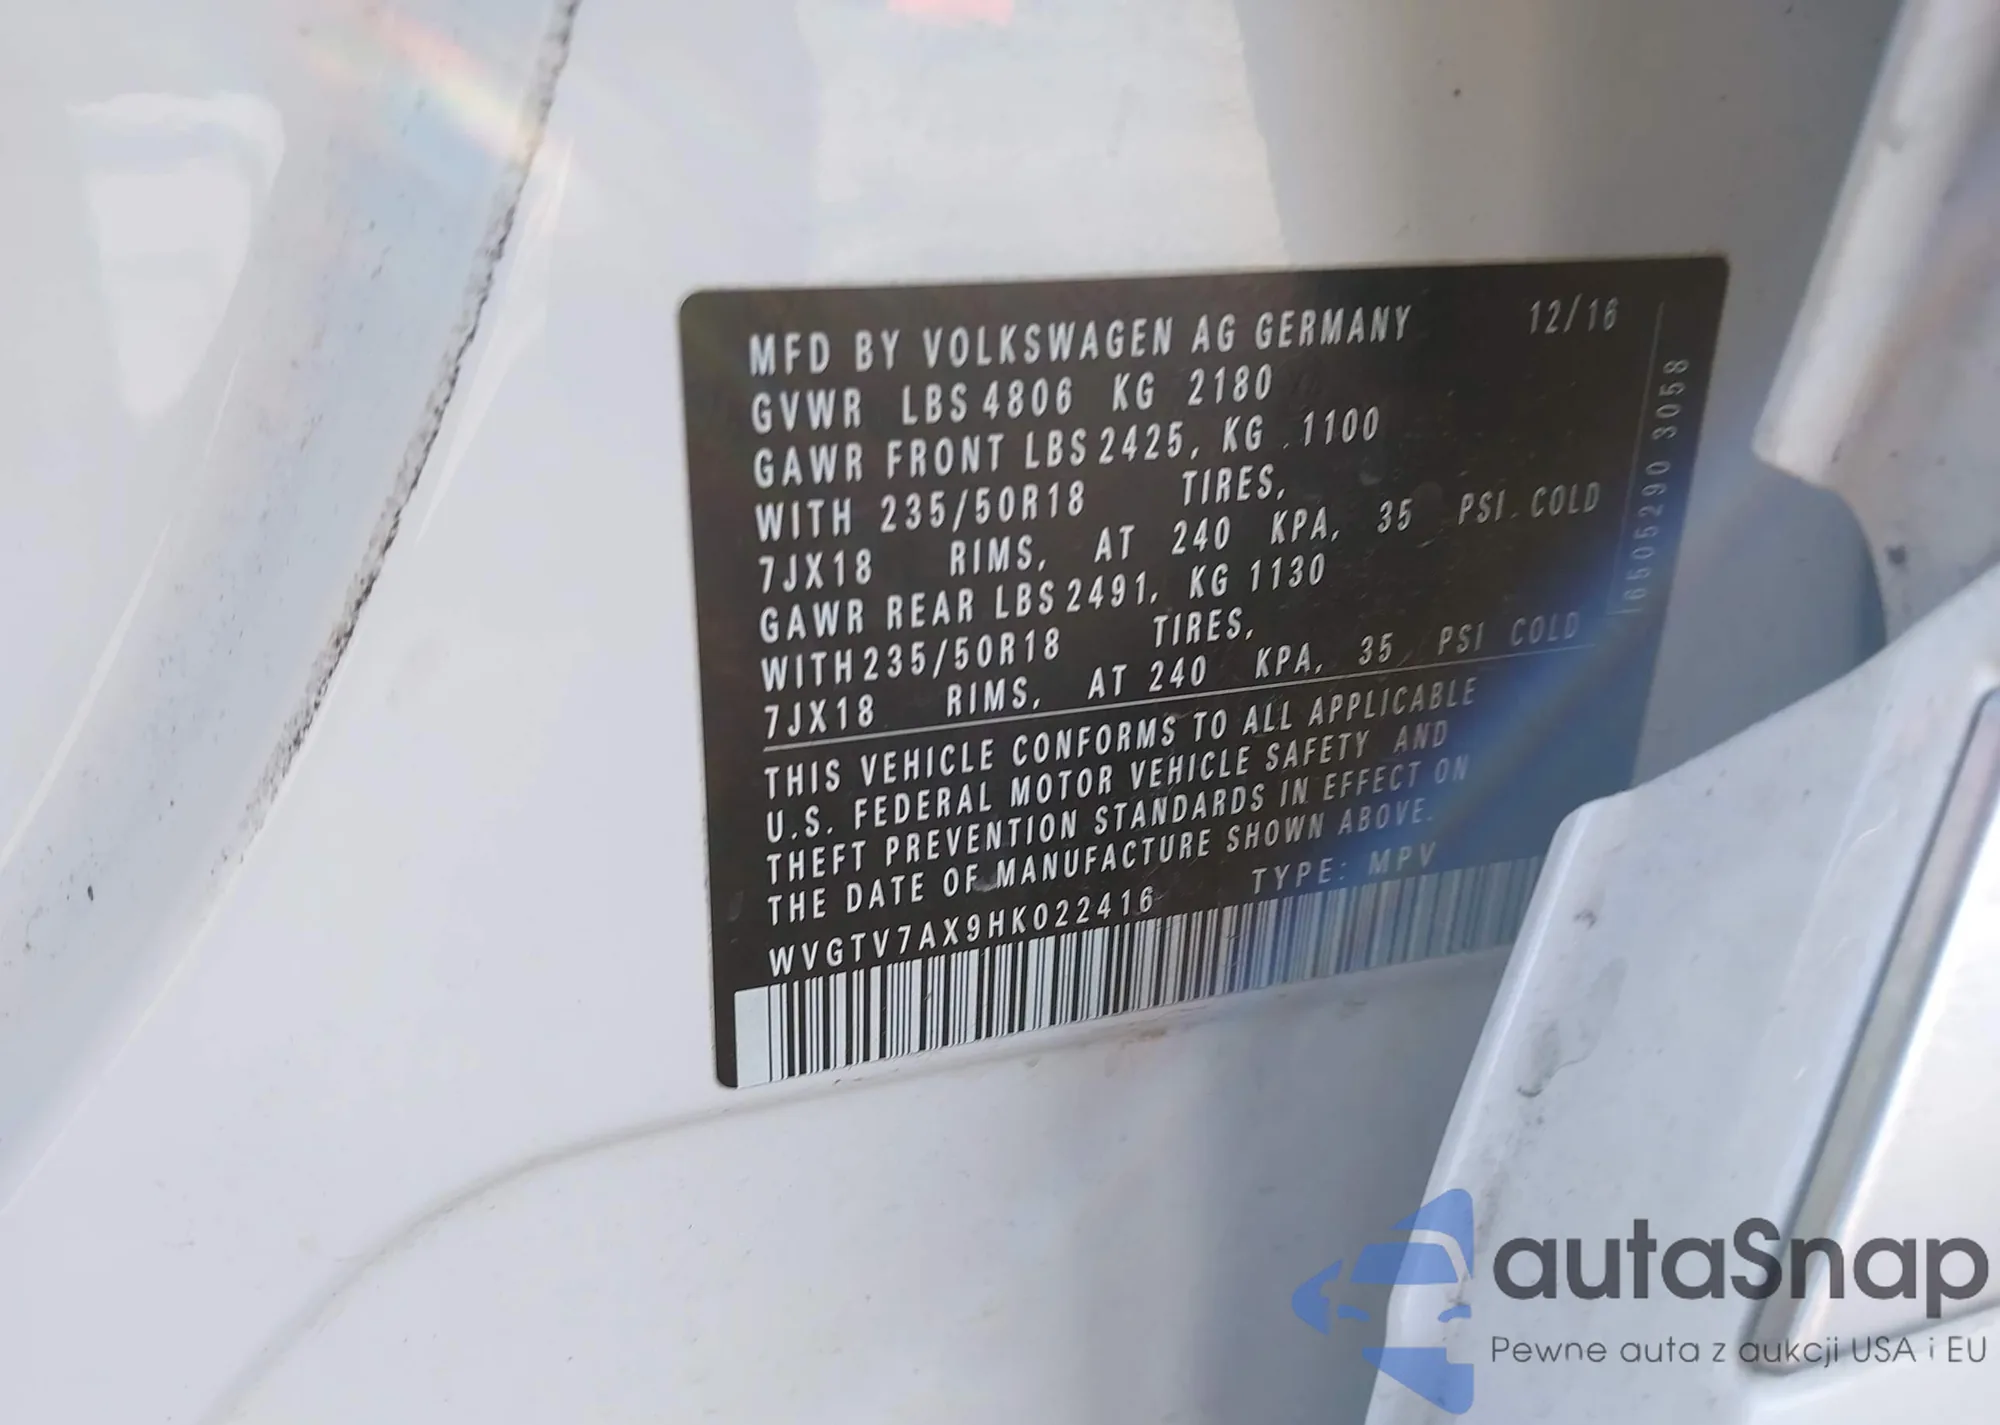 MFD BY VOLKSWAGEN AG GERMANY 12/16
GVWR LBS 4806 KG 2180
GAWR FRONT LBS 2425, KG 1100
WITH 235/50R18 TIRES,
7JX18 RIMS, AT 240 KPA, 35 PSI COLD
GAWR REAR LBS 2491, KG 1130
WITH 235/50R18 TIRES,
7JX18 RIMS, AT 240 KPA, 35 PSI COLD
THIS VEHICLE CONFORMS TO ALL APPLICABLE
U.S. FEDERAL MOTOR VEHICLE SAFETY AND
THEFT PREVENTION STANDARDS IN EFFECT ON
THE DATE OF MANUFACTURE SHOWN ABOVE.
WVGTV7AX9HK022416 TYPE: MPV
16505290 3058
autaSnap
Pewne auta z aukcji USA i EU